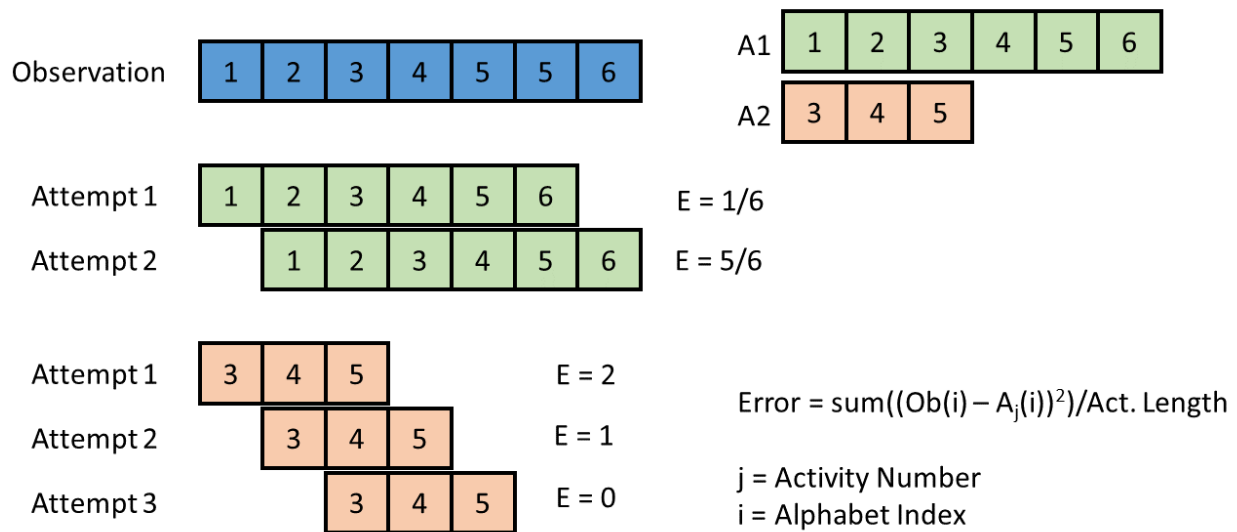 Observation 1 2 3 4 5 5 6
A1 1 2 3 4 5 6
A2 3 4 5
Attempt 1 1 2 3 4 5 6 E = 1/6
Attempt 2 1 2 3 4 5 6 E = 5/6
Attempt 1 3 4 5 E = 2
Attempt 2 3 4 5 E = 1
Attempt 3 3 4 5 E = 0
Error = sum((Ob(i) – Aj(i))²)/Act. Length
j = Activity Number
i = Alphabet Index